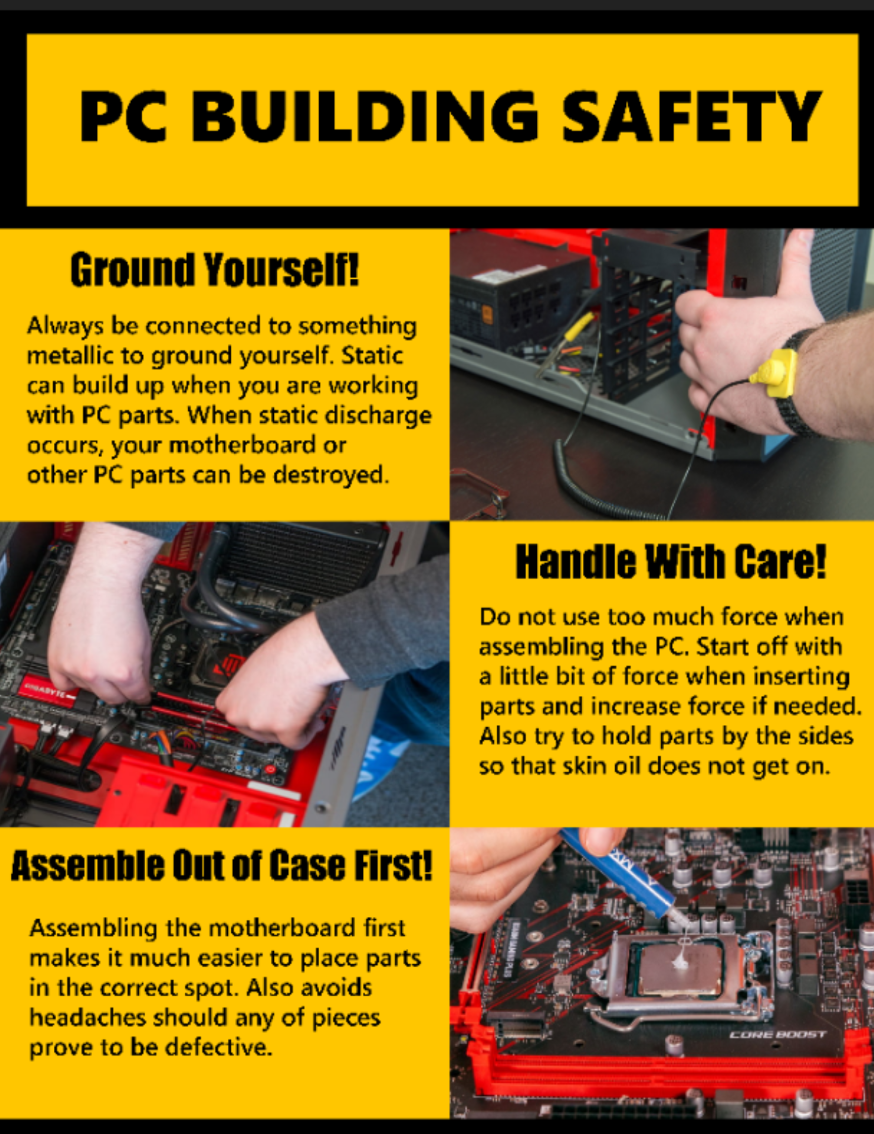 PC BUILDING SAFETY
Ground Yourself!
Always be connected to something
metallic to ground yourself. Static
can build up when you are working
with PC parts. When static discharge
occurs, your motherboard or
other PC parts can be destroyed.
GIGABYTE
Handle With Care!
Do not use too much force when
assembling the PC. Start off with
a little bit of force when inserting
parts and increase force if needed.
Also try to hold parts by the sides
so that skin oil does not get on.
Assemble Out of Case First!
Assembling the motherboard first
makes it much easier to place parts
in the correct spot. Also avoids
headaches should any of pieces
prove to be defective.
CORE BOOST